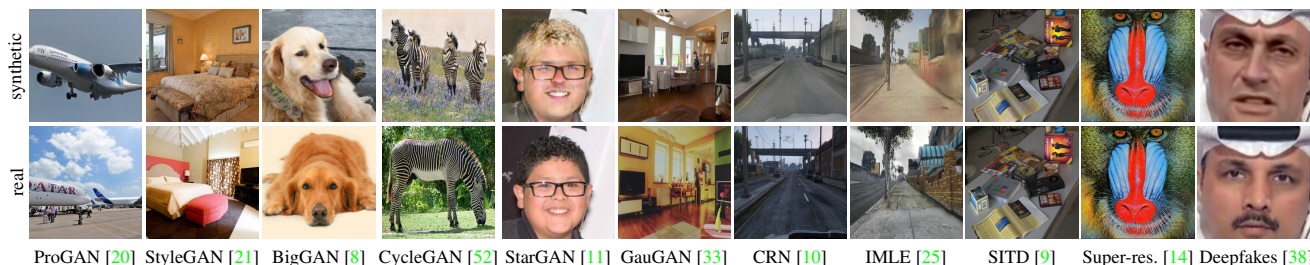 synthetic
real
QATAR
ProGAN [20] StyleGAN [21] BigGAN [8] CycleGAN [52] StarGAN [11] GauGAN [33] CRN [10] IMLE [25] SITD [9] Super-res. [14] Deepfakes [38]